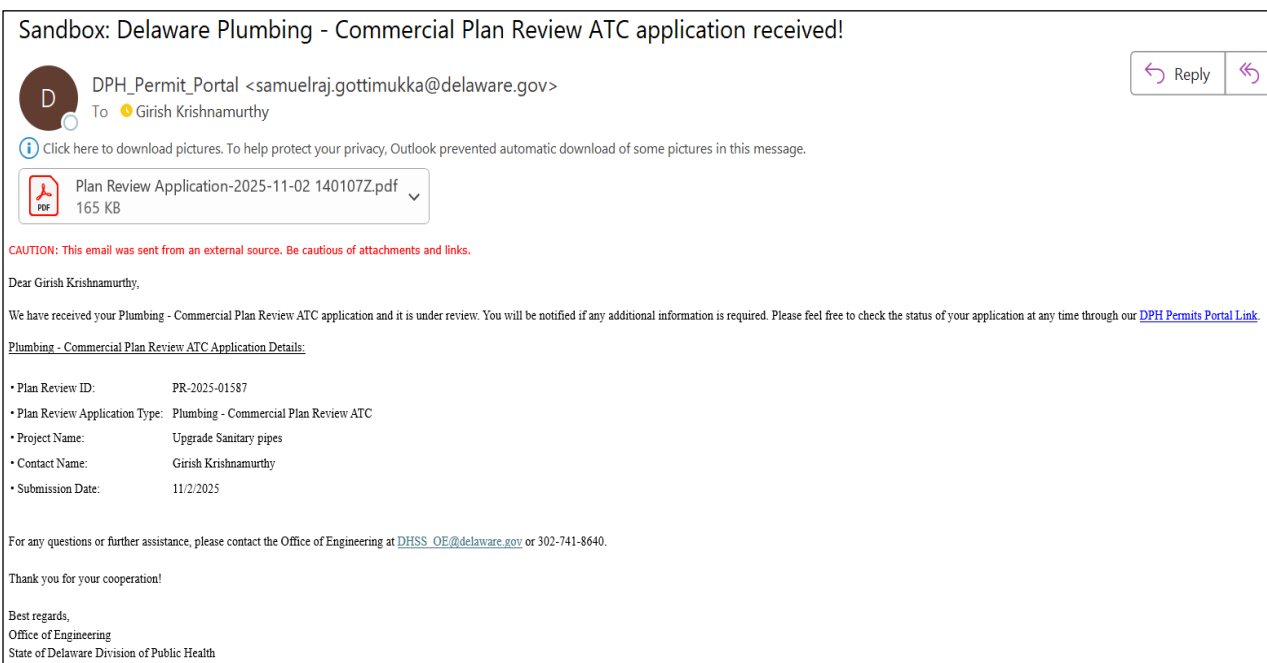 Sandbox: Delaware Plumbing - Commercial Plan Review ATC application received!
D
DPH_Permit_Portal <samuelraj.gottimukka@delaware.gov>
To Girish Krishnamurthy
Reply
Click here to download pictures. To help protect your privacy, Outlook prevented automatic download of some pictures in this message.
PDF
Plan Review Application-2025-11-02 140107Z.pdf
165 KB
CAUTION: This email was sent from an external source. Be cautious of attachments and links.
Dear Girish Krishnamurthy,
We have received your Plumbing - Commercial Plan Review ATC application and it is under review. You will be notified if any additional information is required. Please feel free to check the status of your application at any time through our DPH Permits Portal Link.
Plumbing - Commercial Plan Review ATC Application Details:
• Plan Review ID: PR-2025-01587
• Plan Review Application Type: Plumbing - Commercial Plan Review ATC
• Project Name: Upgrade Sanitary pipes
• Contact Name: Girish Krishnamurthy
• Submission Date: 11/2/2025
For any questions or further assistance, please contact the Office of Engineering at DHSS_OE@delaware.gov or 302-741-8640.
Thank you for your cooperation!
Best regards,
Office of Engineering
State of Delaware Division of Public Health